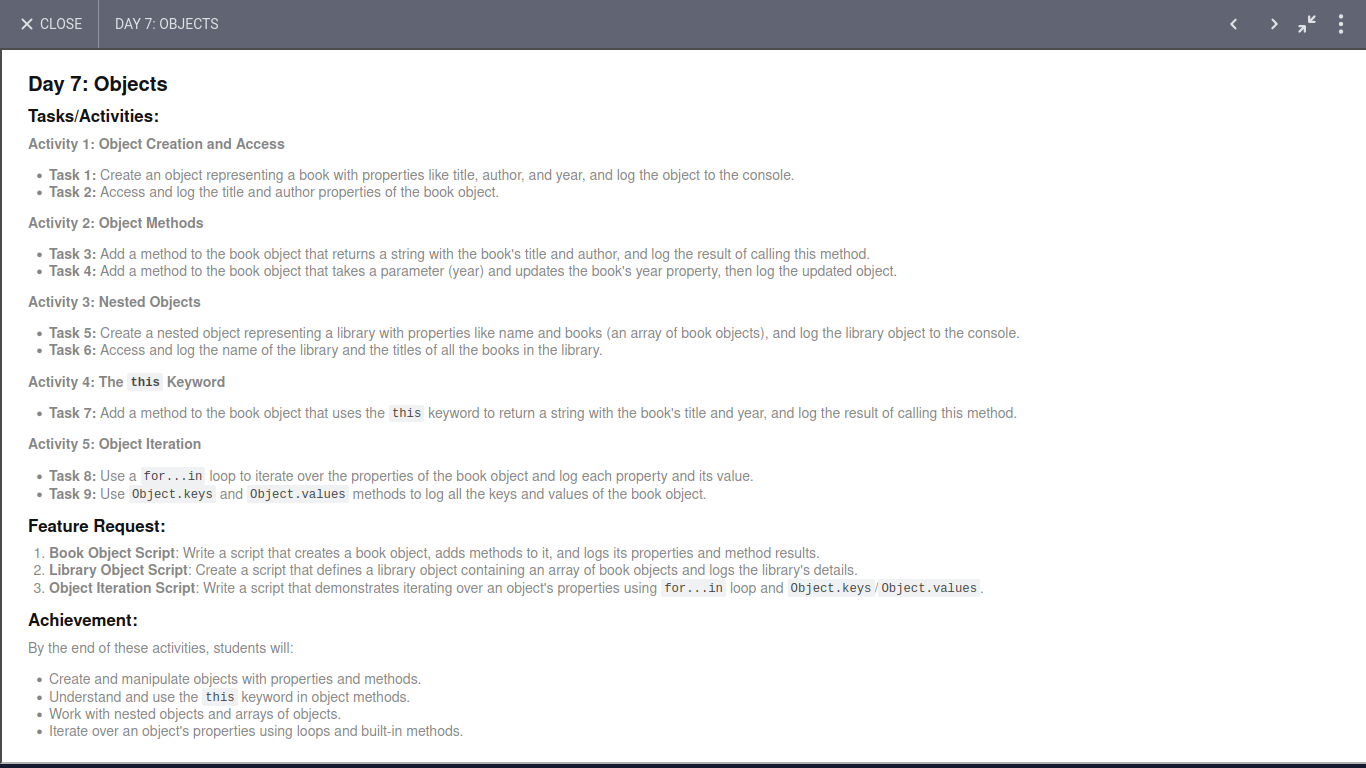 CLOSE DAY 7: OBJECTS
Day 7: Objects
Tasks/Activities:
Activity 1: Object Creation and Access
• Task 1: Create an object representing a book with properties like title, author, and year, and log the object to the console.
• Task 2: Access and log the title and author properties of the book object.
Activity 2: Object Methods
• Task 3: Add a method to the book object that returns a string with the book's title and author, and log the result of calling this method.
• Task 4: Add a method to the book object that takes a parameter (year) and updates the book's year property, then log the updated object.
Activity 3: Nested Objects
• Task 5: Create a nested object representing a library with properties like name and books (an array of book objects), and log the library object to the console.
• Task 6: Access and log the name of the library and the titles of all the books in the library.
Activity 4: The this Keyword
• Task 7: Add a method to the book object that uses the this keyword to return a string with the book's title and year, and log the result of calling this method.
Activity 5: Object Iteration
• Task 8: Use a for...in loop to iterate over the properties of the book object and log each property and its value.
• Task 9: Use Object.keys and Object.values methods to log all the keys and values of the book object.
Feature Request:
1. Book Object Script: Write a script that creates a book object, adds methods to it, and logs its properties and method results.
2. Library Object Script: Create a script that defines a library object containing an array of book objects and logs the library's details.
3. Object Iteration Script: Write a script that demonstrates iterating over an object's properties using for...in loop and Object.keys/Object.values.
Achievement:
By the end of these activities, students will:
• Create and manipulate objects with properties and methods.
• Understand and use the this keyword in object methods.
• Work with nested objects and arrays of objects.
• Iterate over an object's properties using loops and built-in methods.